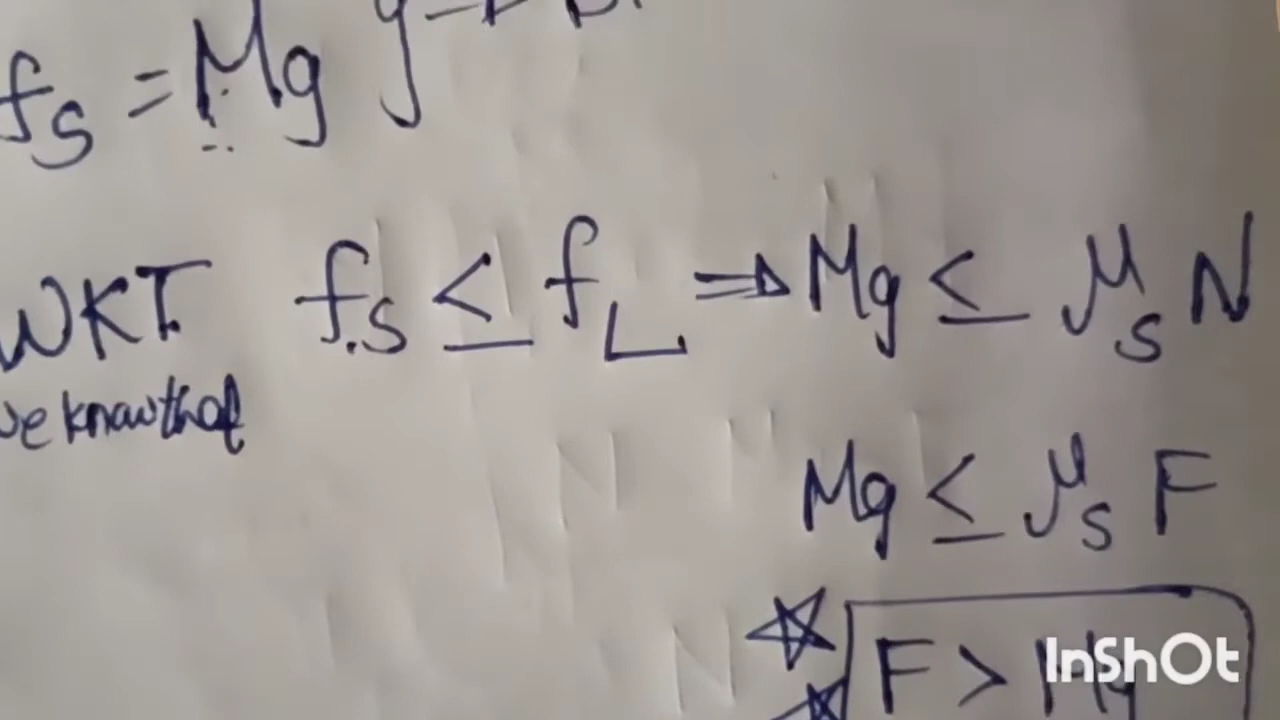 fS = Mg }
WKT fS ≤ fL ⇒ Mg ≤ μS N
we know that
Mg ≤ μS F
F > Mg
InShOt